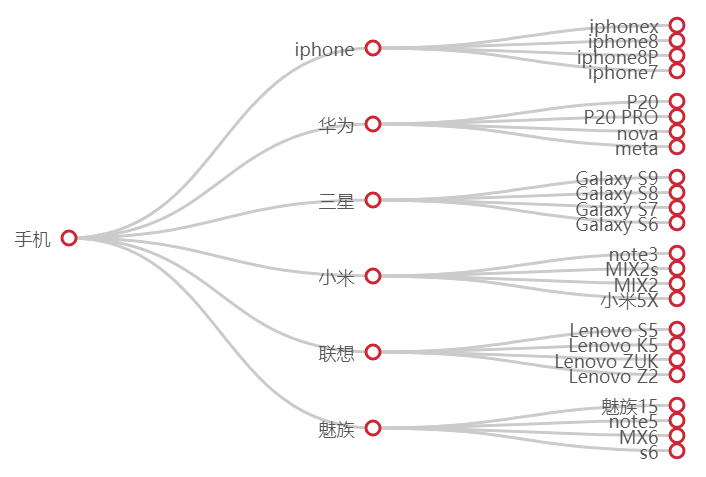 手机
iphone
iphonex
iphone8
iphone8P
iphone7
华为
P20
P20 PRO
nova
meta
三星
Galaxy S9
Galaxy S8
Galaxy S7
Galaxy S6
小米
note3
MIX2s
MIX2
小米5X
联想
Lenovo S5
Lenovo K5
Lenovo ZUK
Lenovo Z2
魅族
魅族15
note5
MX6
s6